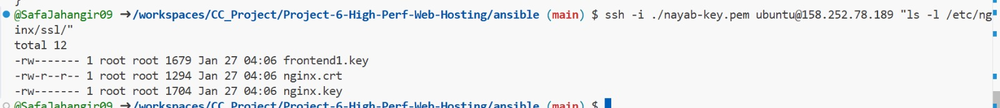 }
@SafaJahangir09 →/workspaces/CC_Project/Project-6-High-Perf-Web-Hosting/ansible (main) $ ssh -i ./nayab-key.pem ubuntu@158.252.78.189 "ls -l /etc/ng
inx/ssl/"
total 12
-rw------- 1 root root 1679 Jan 27 04:06 frontend1.key
-rw-r--r-- 1 root root 1294 Jan 27 04:06 nginx.crt
-rw------- 1 root root 1704 Jan 27 04:06 nginx.key
@SafaJahangir09 →/workspaces/CC_Project/Project-6-High-Perf-Web-Hosting/ansible (main) $